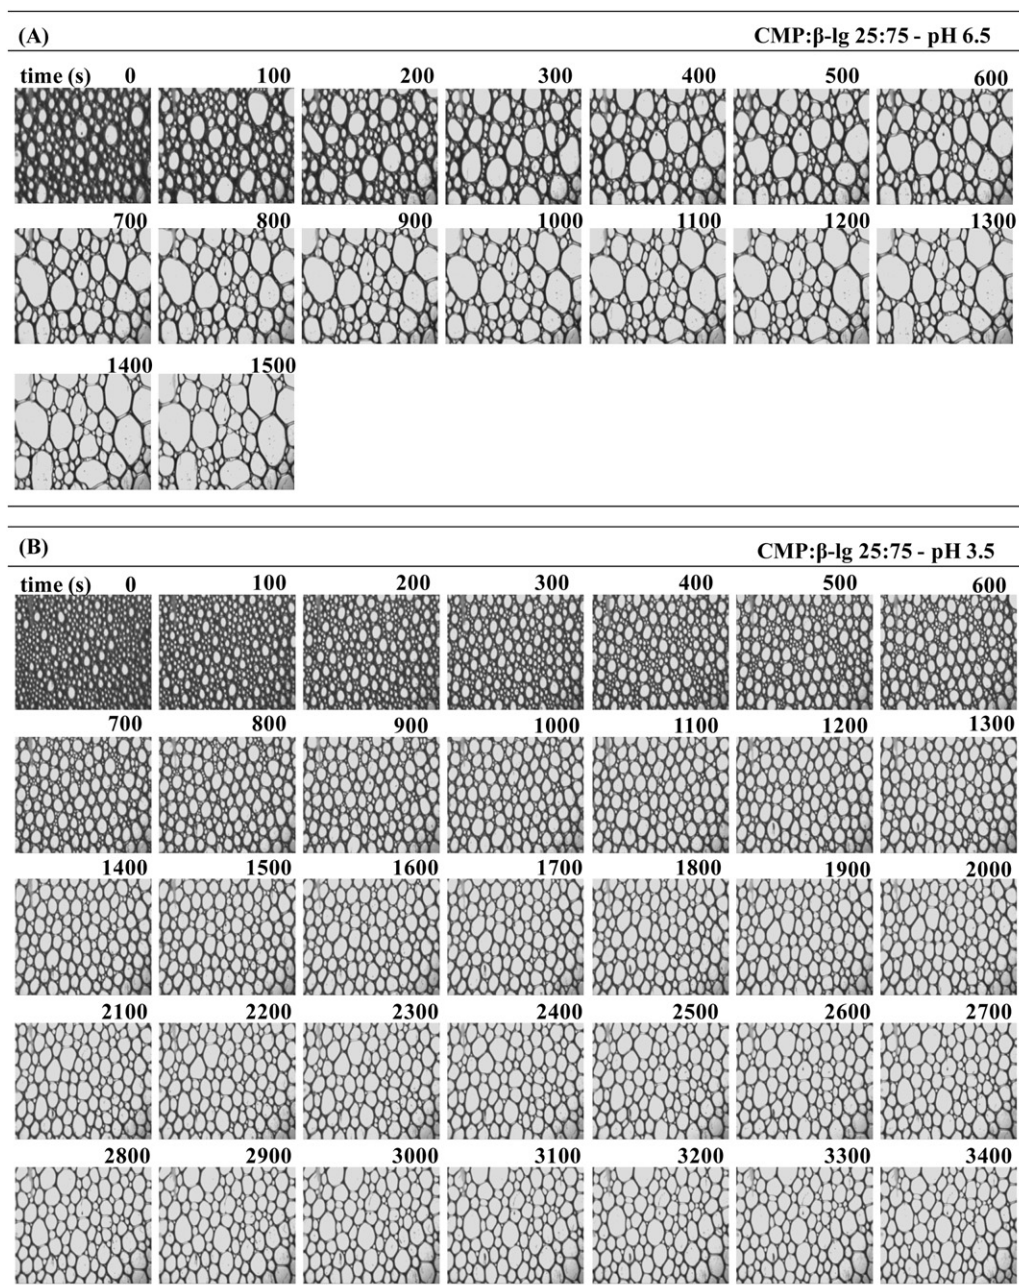 (A) CMP:β-lg 25:75 - pH 6.5
time (s) 0 100 200 300 400 500 600
700 800 900 1000 1100 1200 1300
1400 1500
(B) CMP:β-lg 25:75 - pH 3.5
time (s) 0 100 200 300 400 500 600
700 800 900 1000 1100 1200 1300
1400 1500 1600 1700 1800 1900 2000
2100 2200 2300 2400 2500 2600 2700
2800 2900 3000 3100 3200 3300 3400